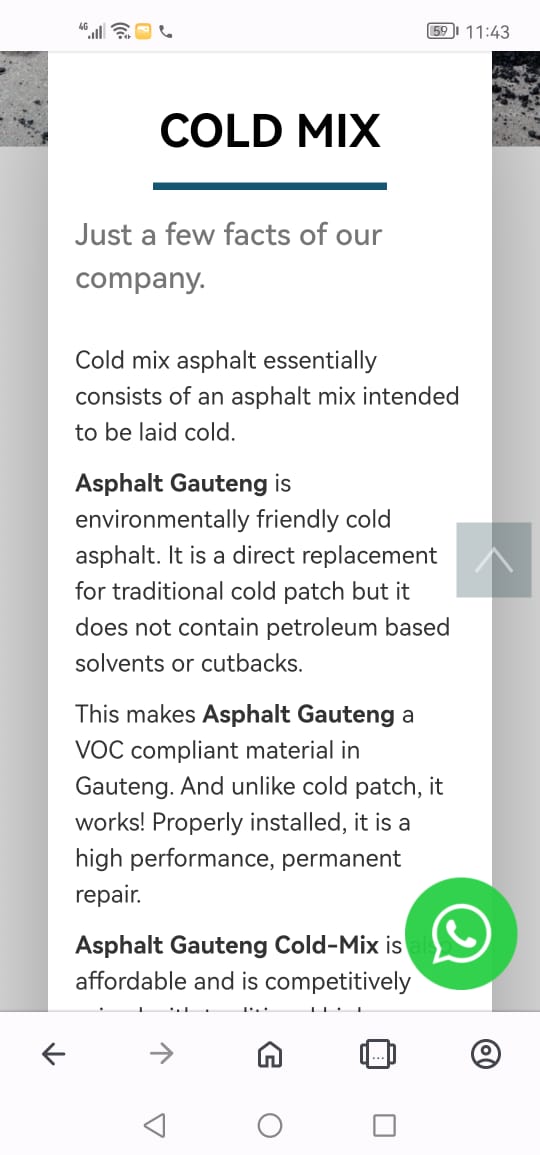 4G 59 11:43
COLD MIX
Just a few facts of our
company.
Cold mix asphalt essentially
consists of an asphalt mix intended
to be laid cold.
Asphalt Gauteng is
environmentally friendly cold
asphalt. It is a direct replacement
for traditional cold patch but it
does not contain petroleum based
solvents or cutbacks.
This makes Asphalt Gauteng a
VOC compliant material in
Gauteng. And unlike cold patch, it
works! Properly installed, it is a
high performance, permanent
repair.
Asphalt Gauteng Cold-Mix is also
affordable and is competitively